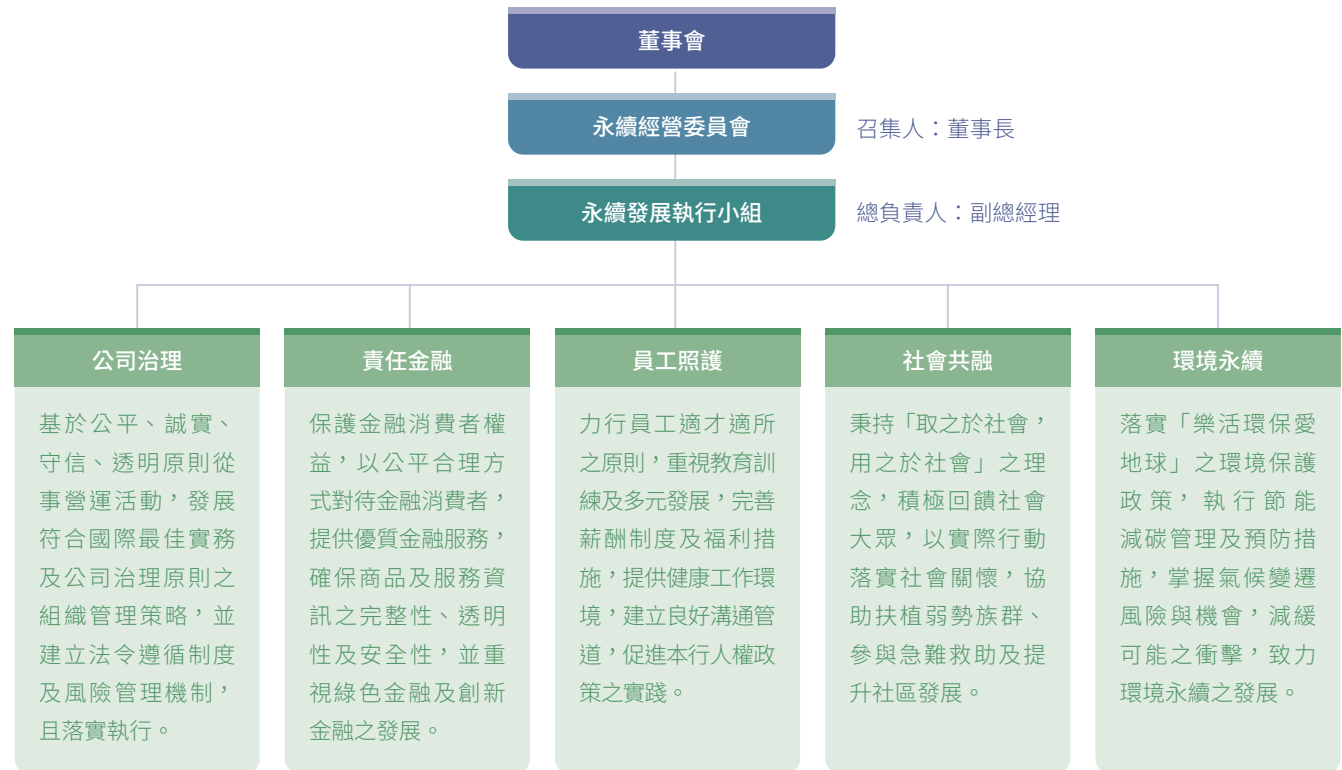 董事會
永續經營委員會
召集人：董事長
永續發展執行小組
總負責人：副總經理
公司治理
基於公平、誠實、
守信、透明原則從
事營運活動，發展
符合國際最佳實務
及公司治理原則之
組織管理策略，並
建立法令遵循制度
及風險管理機制，
且落實執行。
責任金融
保護金融消費者權
益，以公平合理方
式對待金融消費者，
提供優質金融服務，
確保商品及服務資
訊之完整性、透明
性及安全性，並重
視綠色金融及創新
金融之發展。
員工照護
力行員工適才適所
之原則，重視教育訓
練及多元發展，完善
薪酬制度及福利措
施，提供健康工作環
境，建立良好溝通管
道，促進本行人權政
策之實踐。
社會共融
秉持「取之於社會，
用之於社會」之理
念，積極回饋社會
大眾，以實際行動
落實社會關懷，協
助扶植弱勢族群、
參與急難救助及提
升社區發展。
環境永續
落實「樂活環保愛
地球」之環境保護
政策，執行節能
減碳管理及預防措
施，掌握氣候變遷
風險與機會，減緩
可能之衝擊，致力
環境永續之發展。